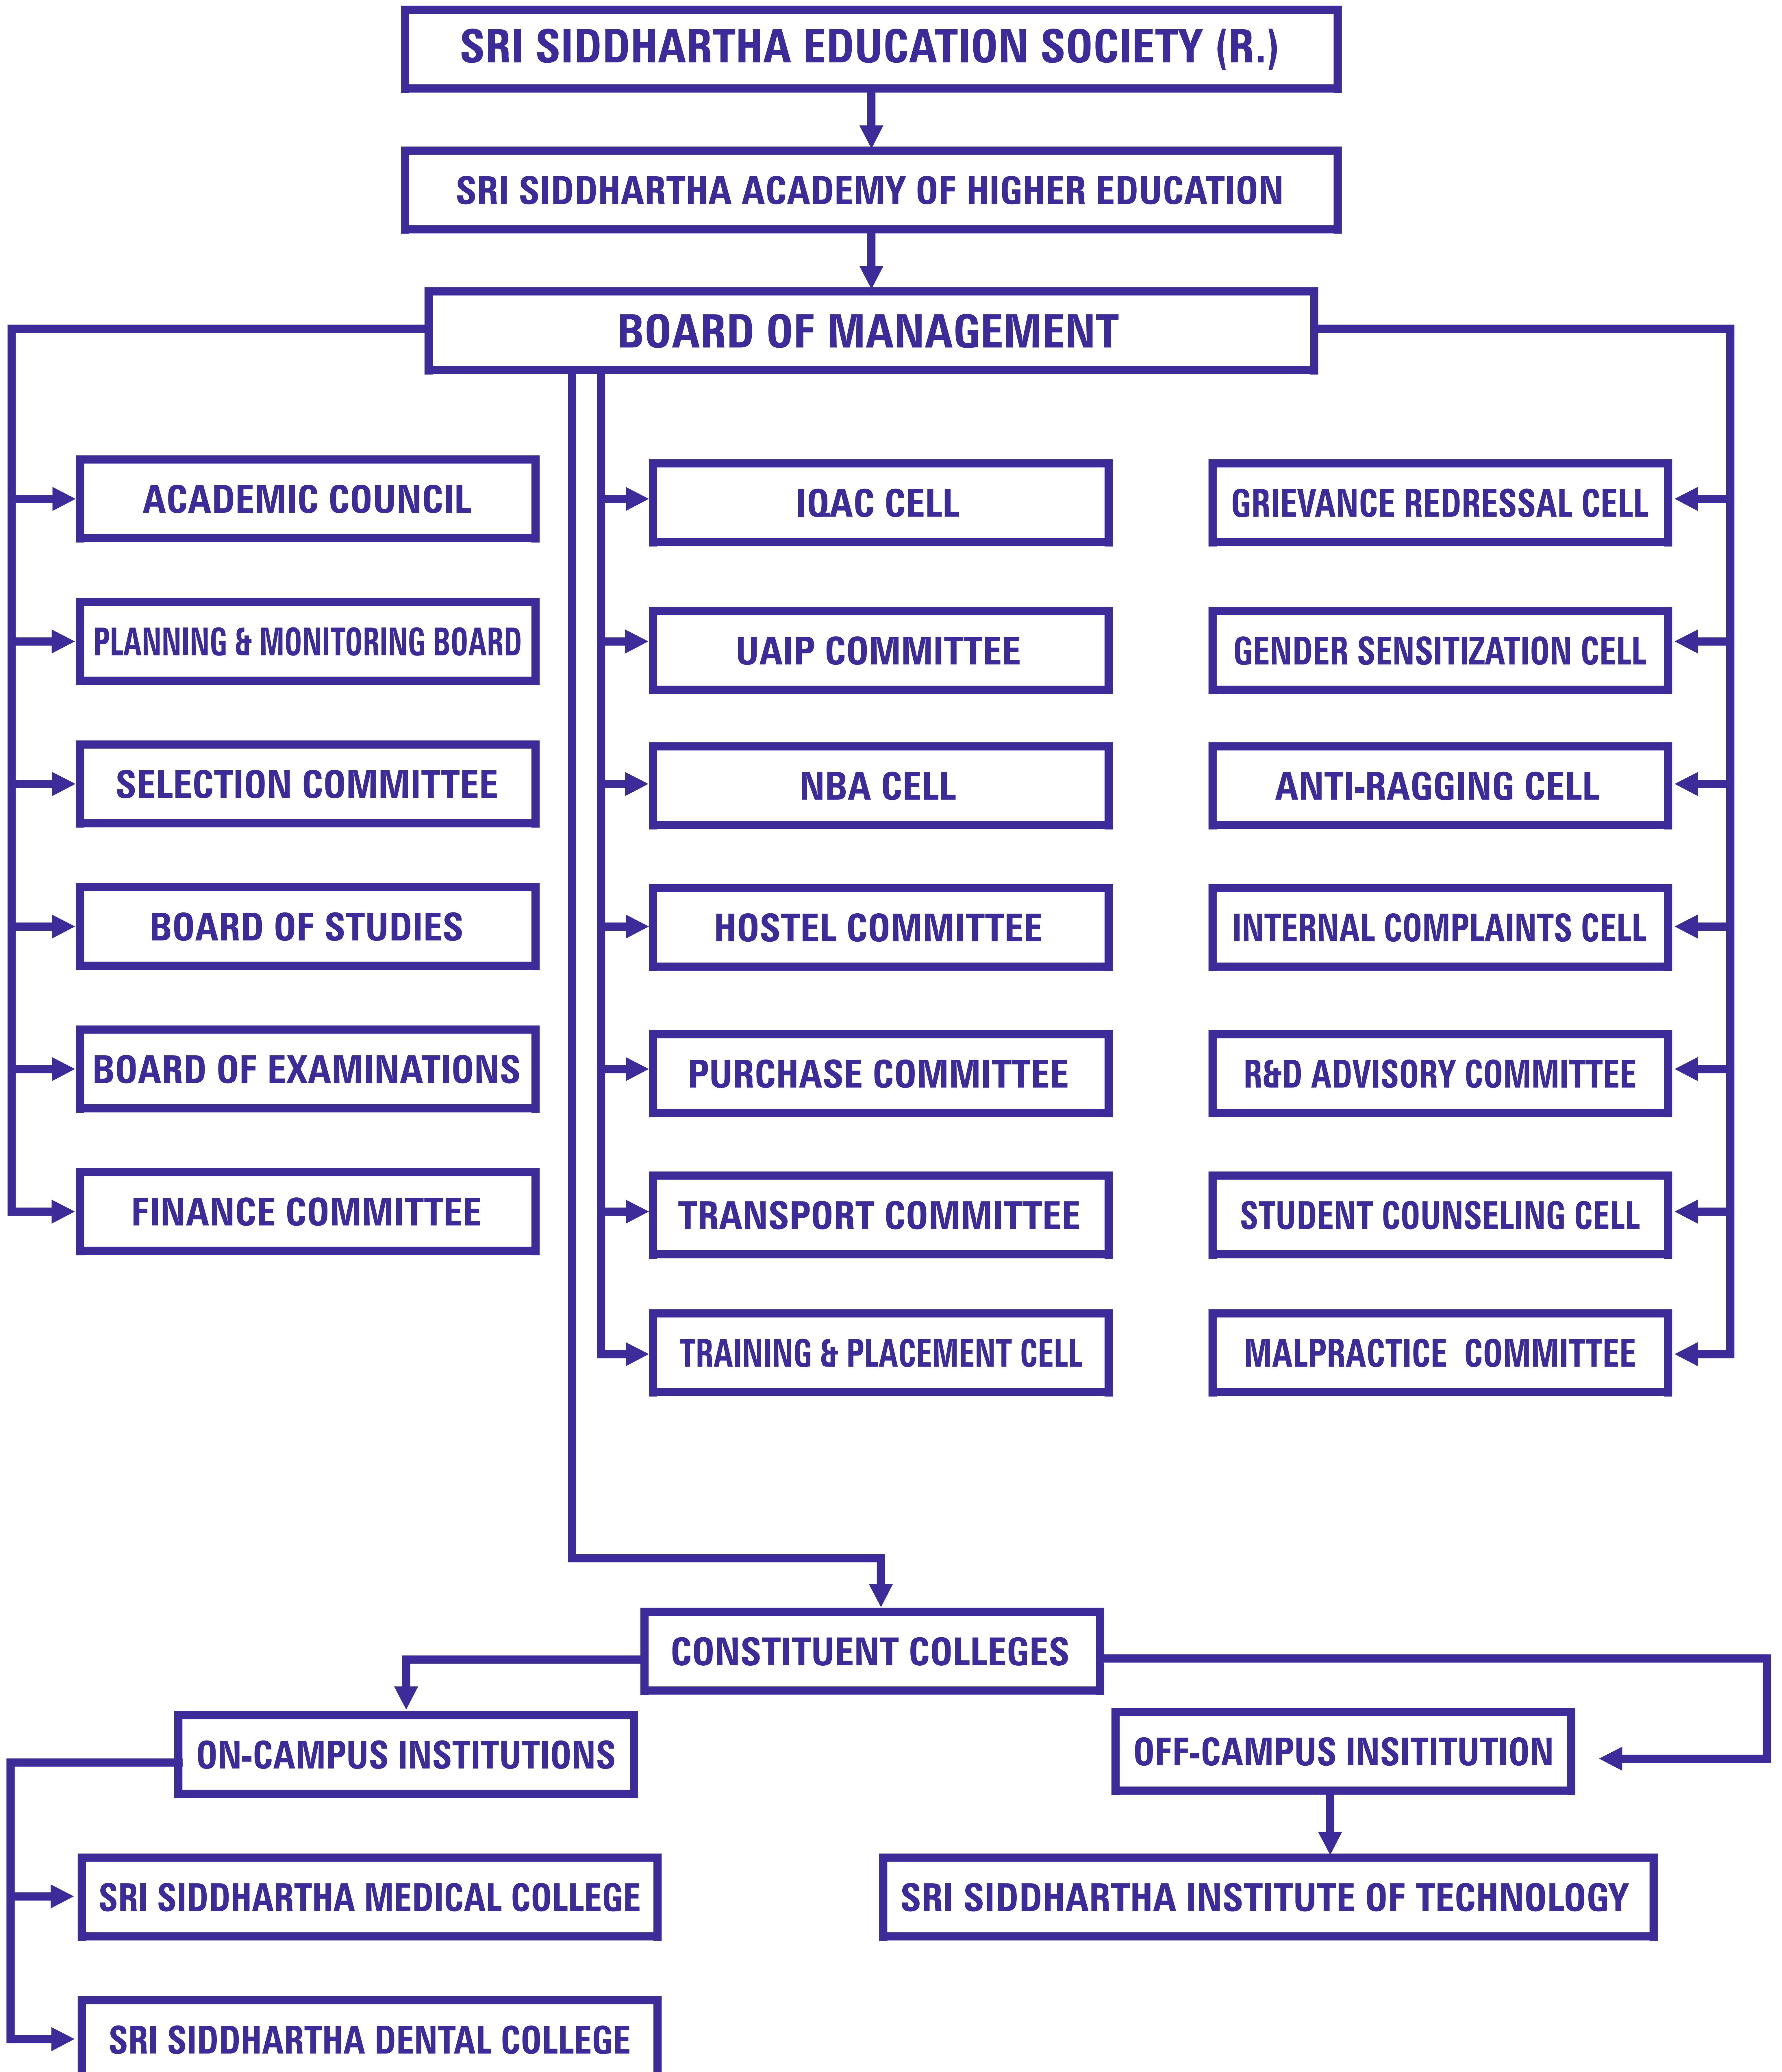 SRI SIDDHARTHA EDUCATION SOCIETY (R.)
SRI SIDDHARTHA ACADEMY OF HIGHER EDUCATION
BOARD OF MANAGEMENT
ACADEMIC COUNCIL
PLANNING & MONITORING BOARD
SELECTION COMMITTEE
BOARD OF STUDIES
BOARD OF EXAMINATIONS
FINANCE COMMITTEE
IQAC CELL
UAIP COMMITTEE
NBA CELL
HOSTEL COMMITTEE
PURCHASE COMMITTEE
TRANSPORT COMMITTEE
TRAINING & PLACEMENT CELL
GRIEVANCE REDRESSAL CELL
GENDER SENSITIZATION CELL
ANTI-RAGGING CELL
INTERNAL COMPLAINTS CELL
R&D ADVISORY COMMITTEE
STUDENT COUNSELING CELL
MALPRACTICE COMMITTEE
CONSTITUENT COLLEGES
ON-CAMPUS INSTITUTIONS
SRI SIDDHARTHA MEDICAL COLLEGE
SRI SIDDHARTHA DENTAL COLLEGE
OFF-CAMPUS INSITITUTION
SRI SIDDHARTHA INSTITUTE OF TECHNOLOGY